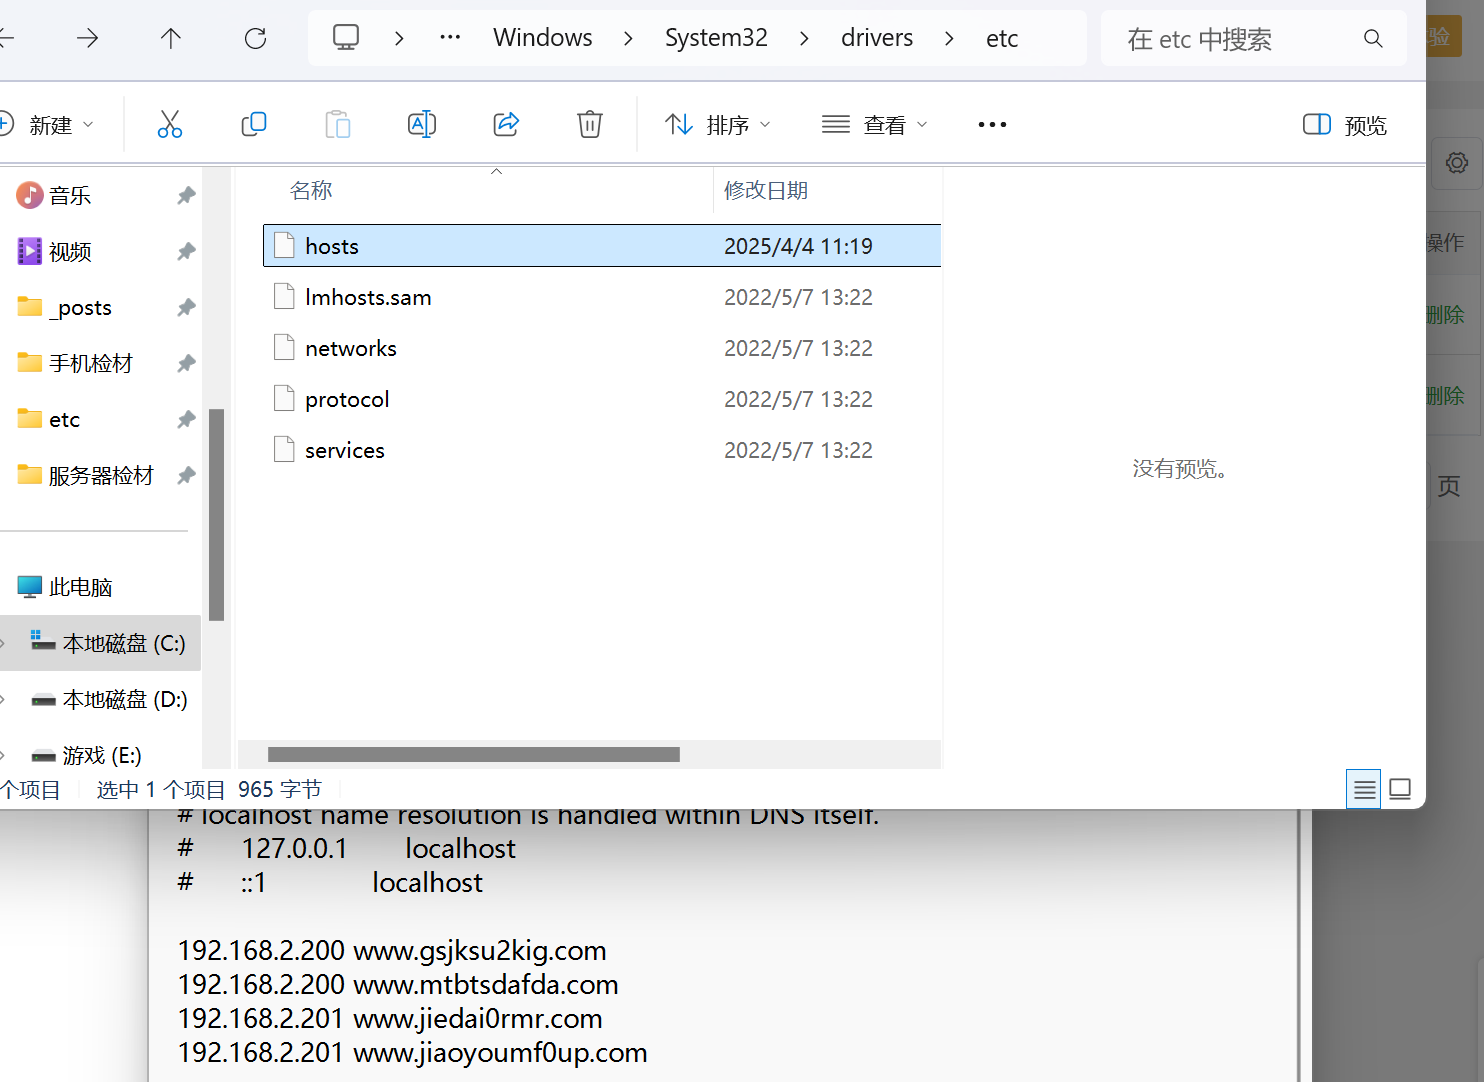 Windows System32 drivers etc
在 etc 中搜索
验
新建
排序
查看
预览
音乐
视频
_posts
手机检材
etc
服务器检材
此电脑
本地磁盘 (C:)
本地磁盘 (D:)
游戏 (E:)
名称 修改日期
hosts 2025/4/4 11:19
lmhosts.sam 2022/5/7 13:22
networks 2022/5/7 13:22
protocol 2022/5/7 13:22
services 2022/5/7 13:22
没有预览。
操作
删除
删除
页
个项目 选中 1 个项目 965 字节
# localhost name resolution is handled within DNS itself.
# 127.0.0.1 localhost
# ::1 localhost
192.168.2.200 www.gsjksu2kig.com
192.168.2.200 www.mtbtsdafda.com
192.168.2.201 www.jiedai0rmr.com
192.168.2.201 www.jiaoyoumf0up.com